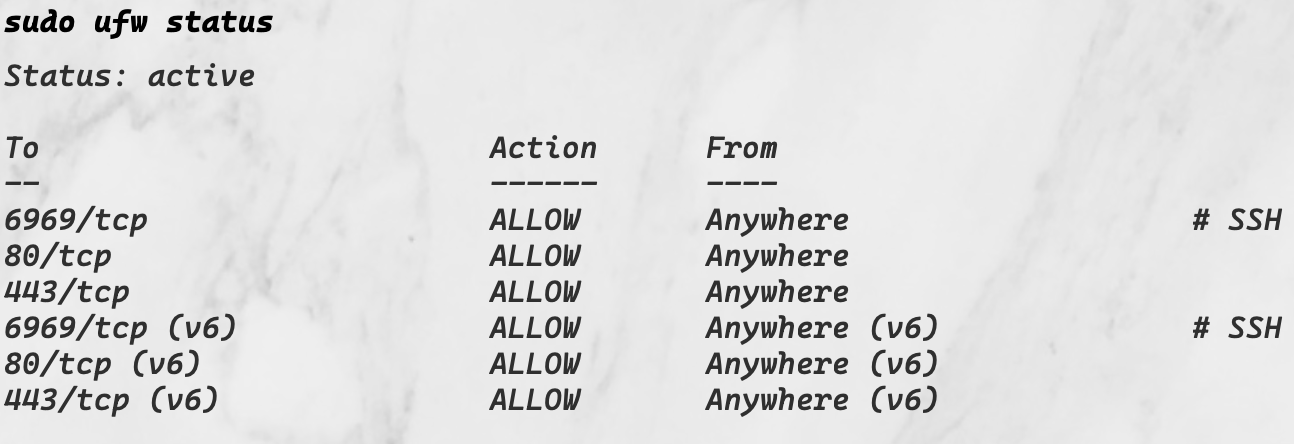 sudo ufw status
Status: active
To                         Action      From
--                         ------      ----
6969/tcp                   ALLOW       Anywhere                   # SSH
80/tcp                     ALLOW       Anywhere
443/tcp                    ALLOW       Anywhere
6969/tcp (v6)              ALLOW       Anywhere (v6)              # SSH
80/tcp (v6)                ALLOW       Anywhere (v6)
443/tcp (v6)               ALLOW       Anywhere (v6)